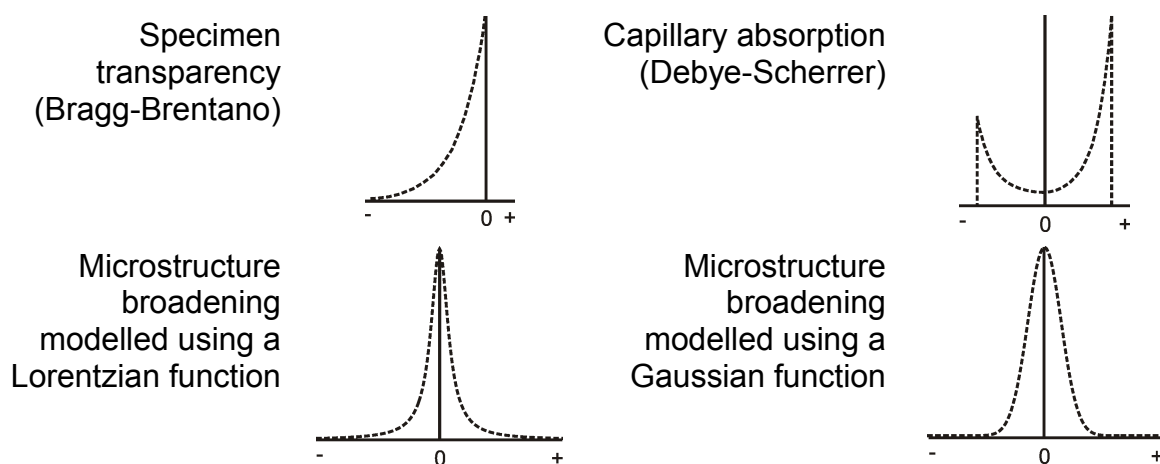 Specimen
transparency
(Bragg-Brentano)
- 0 +
Capillary absorption
(Debye-Scherrer)
- 0 +
Microstructure
broadening
modelled using a
Lorentzian function
- 0 +
Microstructure
broadening
modelled using a
Gaussian function
- 0 +